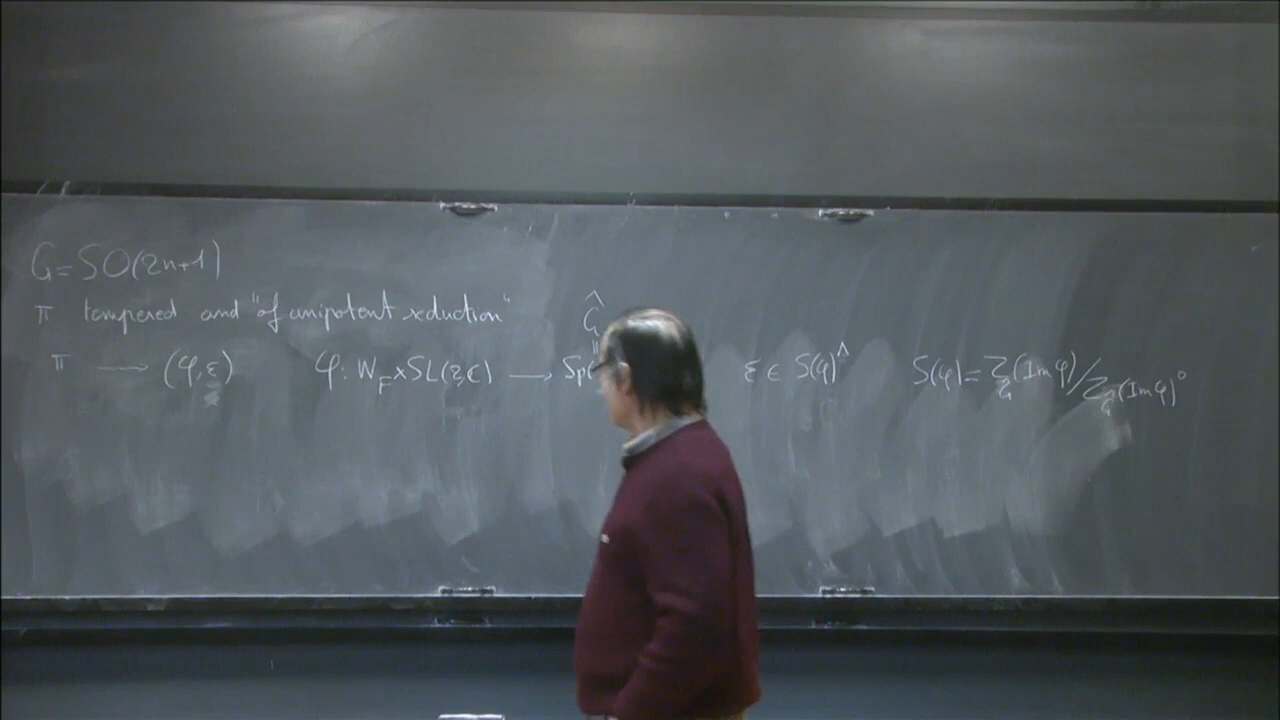 G = SO(2n+1)
π tempered and "of unipotent reduction"
Ĝ
"
π → (φ, ε) φ: W_F × SL(2, C) → Sp( ε ∈ S(φ)^ S(φ) = Z_Ĝ(Im φ)/Z_Ĝ(Im φ)°